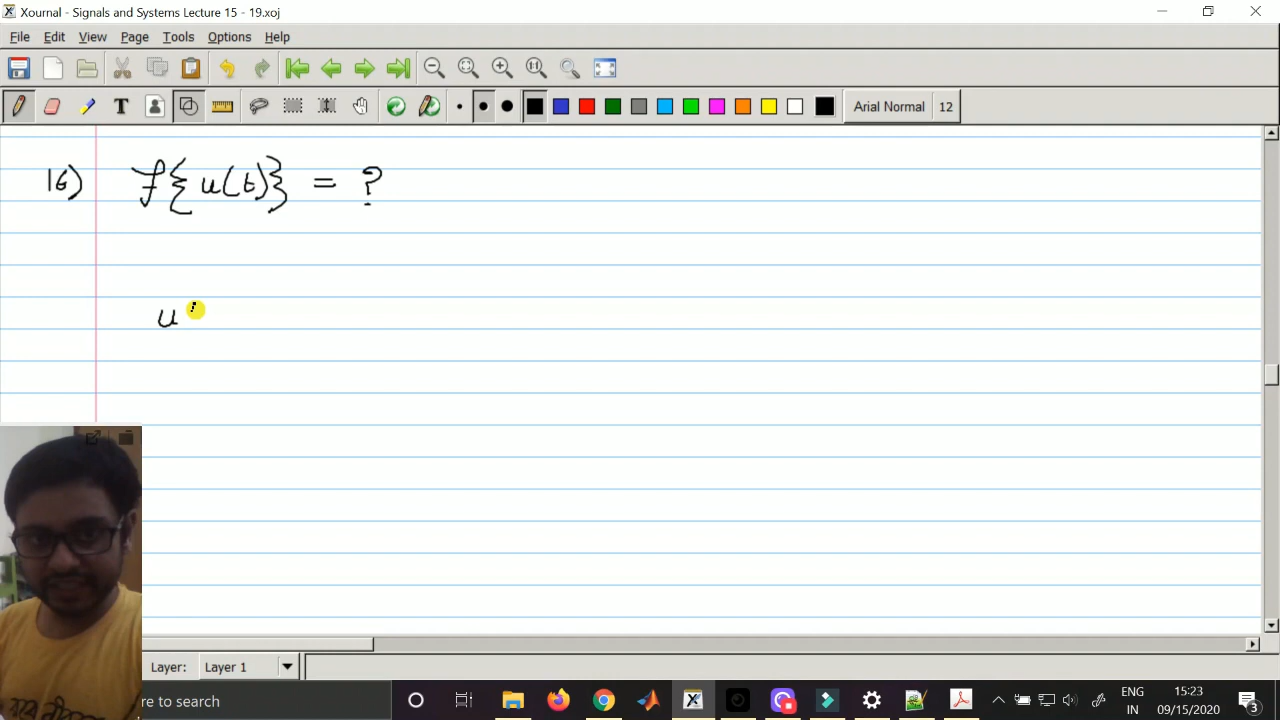 Xournal - Signals and Systems Lecture 15 - 19.xoj
File Edit View Page Tools Options Help
Arial Normal 12
16) ℱ{u(t)} = ?
u
Layer: Layer 1
re to search
ENG
IN
15:23
09/15/2020
3